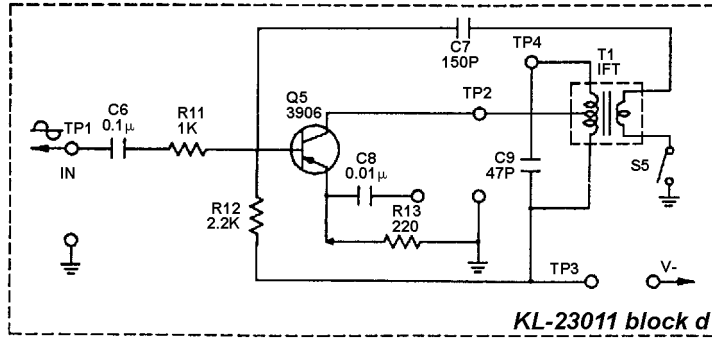 C7
150P
TP4
T1
IFT
Q5
3906
TP2
C6
0.1μ
TP1
R11
1K
IN
C8
0.01μ
C9
47P
S5
R12
2.2K
R13
220
TP3
V-
KL-23011 block d